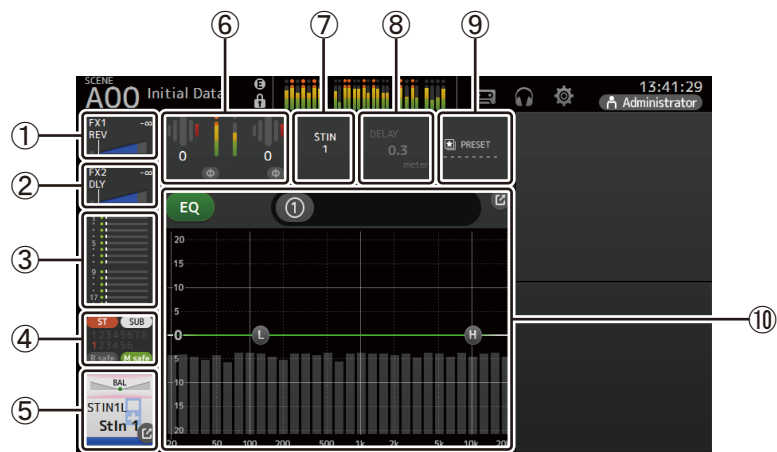 ⑥ ⑦ ⑧ ⑨
SCENE
A00 Initial Data
E
13:41:29
Administrator
① FX1 -∞
REV
0 0
Φ Φ
STIN
1
DELAY
0.3
meter
PRESET
② FX2 -∞
DLY
③ 1
5
9
17
④ ST SUB
12345678
123456
R safe M safe
⑤ BAL
STIN1L
StIn 1
EQ ①
20
15
10
5
0 L H
5
10
15
20
20 50 100 200 500 1k 2k 5k 10k 20
⑩